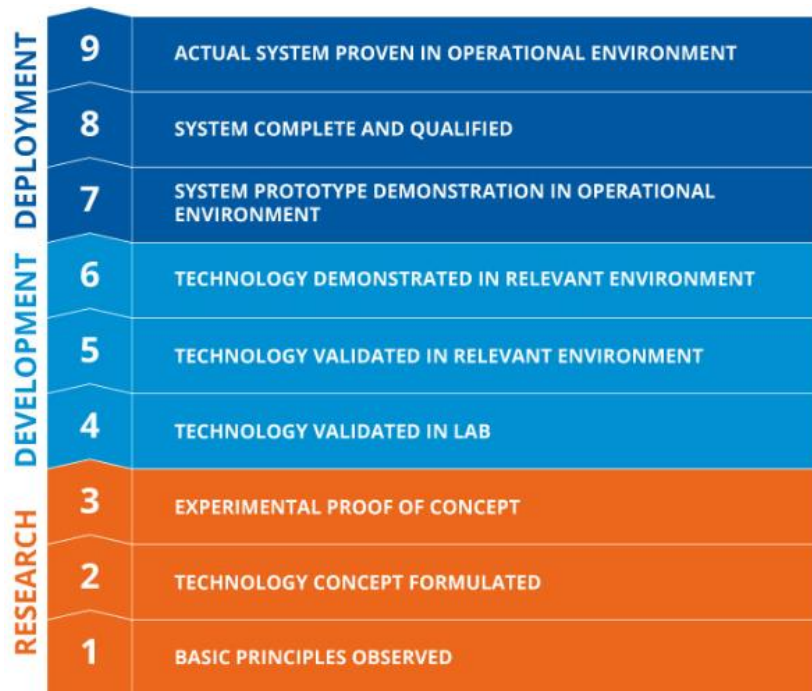 DEPLOYMENT
9
ACTUAL SYSTEM PROVEN IN OPERATIONAL ENVIRONMENT
8
SYSTEM COMPLETE AND QUALIFIED
7
SYSTEM PROTOTYPE DEMONSTRATION IN OPERATIONAL
ENVIRONMENT
DEVELOPMENT
6
TECHNOLOGY DEMONSTRATED IN RELEVANT ENVIRONMENT
5
TECHNOLOGY VALIDATED IN RELEVANT ENVIRONMENT
4
TECHNOLOGY VALIDATED IN LAB
RESEARCH
3
EXPERIMENTAL PROOF OF CONCEPT
2
TECHNOLOGY CONCEPT FORMULATED
1
BASIC PRINCIPLES OBSERVED